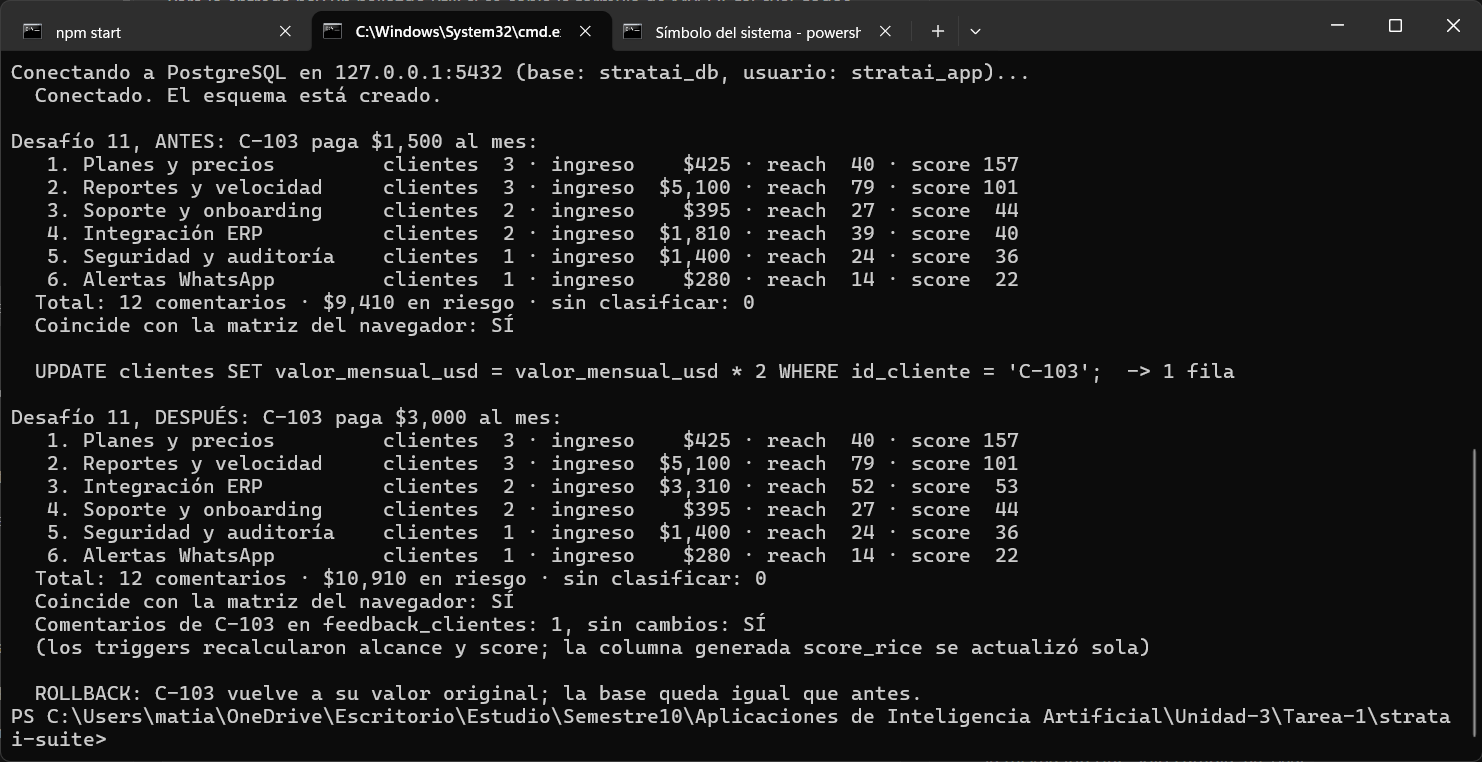 npm start
C:\Windows\System32\cmd.e
Símbolo del sistema - powersh
Conectando a PostgreSQL en 127.0.0.1:5432 (base: stratai_db, usuario: stratai_app)...
  Conectado. El esquema está creado.
Desafío 11, ANTES: C-103 paga $1,500 al mes:
   1. Planes y precios         clientes  3 · ingreso    $425 · reach  40 · score 157
   2. Reportes y velocidad     clientes  3 · ingreso  $5,100 · reach  79 · score 101
   3. Soporte y onboarding     clientes  2 · ingreso    $395 · reach  27 · score  44
   4. Integración ERP          clientes  2 · ingreso  $1,810 · reach  39 · score  40
   5. Seguridad y auditoría    clientes  1 · ingreso  $1,400 · reach  24 · score  36
   6. Alertas WhatsApp         clientes  1 · ingreso    $280 · reach  14 · score  22
  Total: 12 comentarios · $9,410 en riesgo · sin clasificar: 0
  Coincide con la matriz del navegador: SÍ
  UPDATE clientes SET valor_mensual_usd = valor_mensual_usd * 2 WHERE id_cliente = 'C-103';  -> 1 fila
Desafío 11, DESPUÉS: C-103 paga $3,000 al mes:
   1. Planes y precios         clientes  3 · ingreso    $425 · reach  40 · score 157
   2. Reportes y velocidad     clientes  3 · ingreso  $5,100 · reach  79 · score 101
   3. Integración ERP          clientes  2 · ingreso  $3,310 · reach  52 · score  53
   4. Soporte y onboarding     clientes  2 · ingreso    $395 · reach  27 · score  44
   5. Seguridad y auditoría    clientes  1 · ingreso  $1,400 · reach  24 · score  36
   6. Alertas WhatsApp         clientes  1 · ingreso    $280 · reach  14 · score  22
  Total: 12 comentarios · $10,910 en riesgo · sin clasificar: 0
  Coincide con la matriz del navegador: SÍ
  Comentarios de C-103 en feedback_clientes: 1, sin cambios: SÍ
  (los triggers recalcularon alcance y score; la columna generada score_rice se actualizó sola)
  ROLLBACK: C-103 vuelve a su valor original; la base queda igual que antes.
PS C:\Users\matia\OneDrive\Escritorio\Estudio\Semestre10\Aplicaciones de Inteligencia Artificial\Unidad-3\Tarea-1\strata
i-suite>